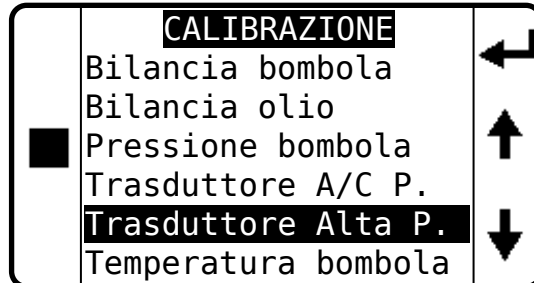 CALIBRAZIONE
Bilancia bombola
Bilancia olio
Pressione bombola
Trasduttore A/C P.
Trasduttore Alta P.
Temperatura bombola